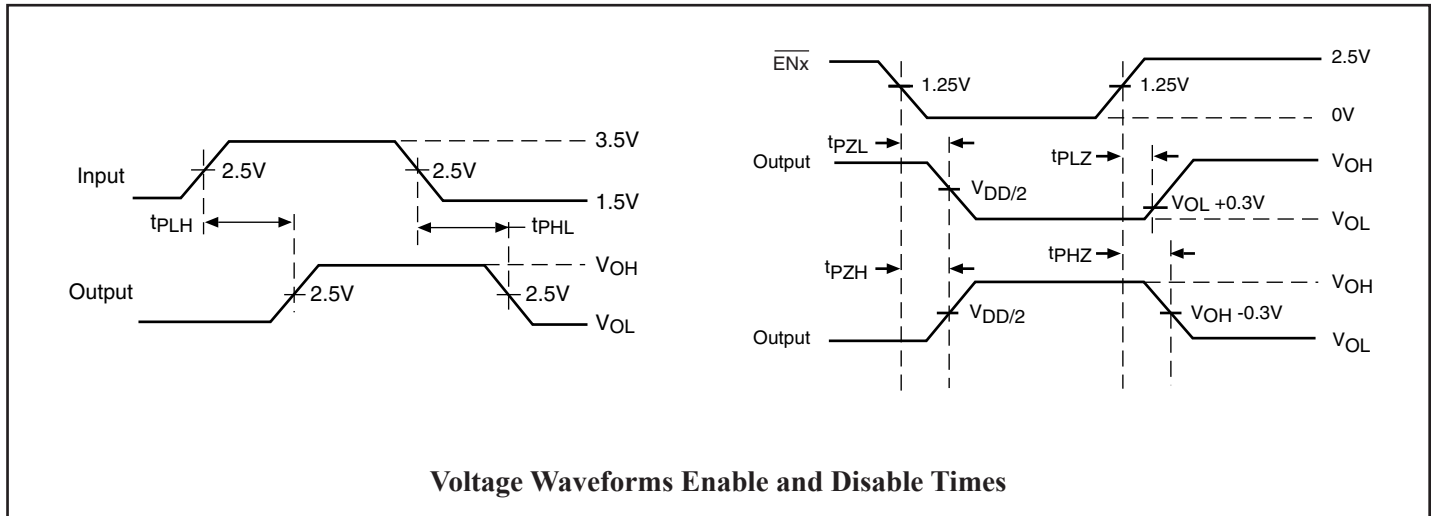 Input
2.5V
2.5V
3.5V
1.5V
tPLH
tPHL
Output
2.5V
2.5V
VOH
VOL
ENx
1.25V
1.25V
2.5V
0V
tPZL
tPLZ
Output
VDD/2
VOL +0.3V
VOH
VOL
tPZH
tPHZ
Output
VDD/2
VOH -0.3V
VOH
VOL
Voltage Waveforms Enable and Disable Times